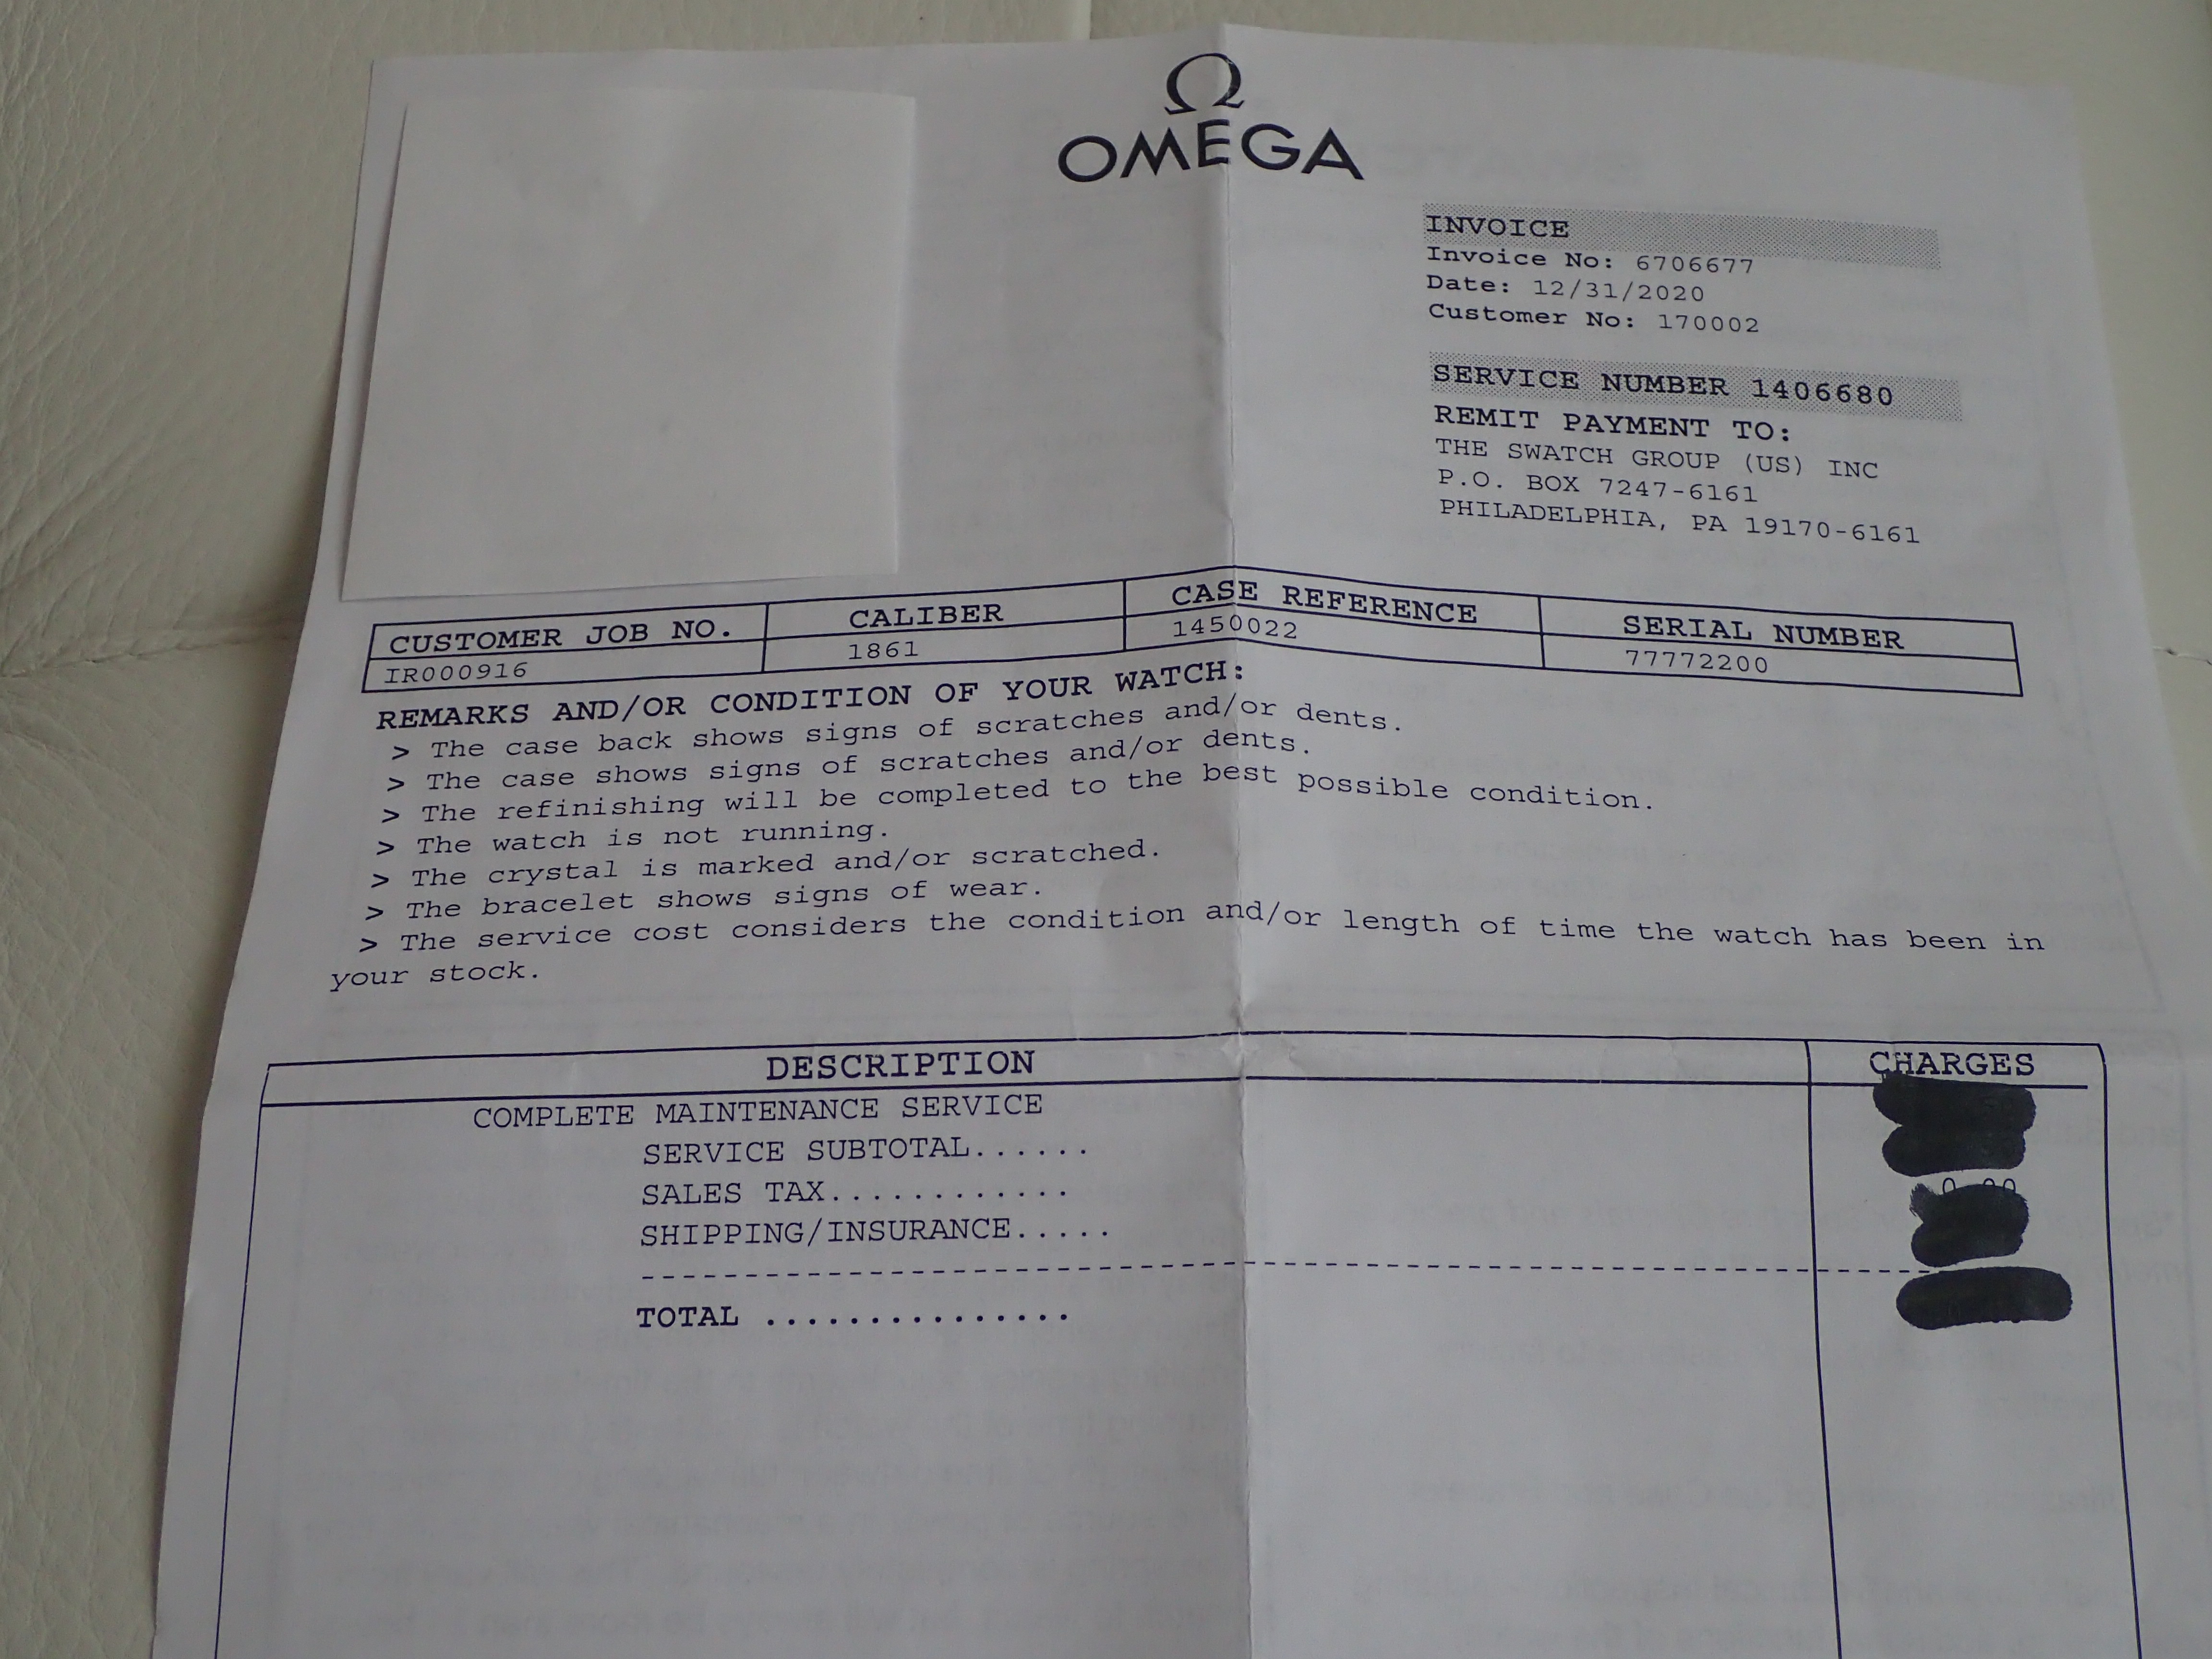 Ω
OMEGA
INVOICE
Invoice No: 6706677
Date: 12/31/2020
Customer No: 170002
SERVICE NUMBER 1406680
REMIT PAYMENT TO:
THE SWATCH GROUP (US) INC
P.O. BOX 7247-6161
PHILADELPHIA, PA 19170-6161
CUSTOMER JOB NO. CALIBER CASE REFERENCE SERIAL NUMBER
IR000916 1861 1450022 77772200
REMARKS AND/OR CONDITION OF YOUR WATCH:
> The case back shows signs of scratches and/or dents.
> The case shows signs of scratches and/or dents.
> The refinishing will be completed to the best possible condition.
> The watch is not running.
> The crystal is marked and/or scratched.
> The bracelet shows signs of wear.
> The service cost considers the condition and/or length of time the watch has been in
your stock.
DESCRIPTION CHARGES
COMPLETE MAINTENANCE SERVICE
SERVICE SUBTOTAL......
SALES TAX............
SHIPPING/INSURANCE.....
TOTAL ...............